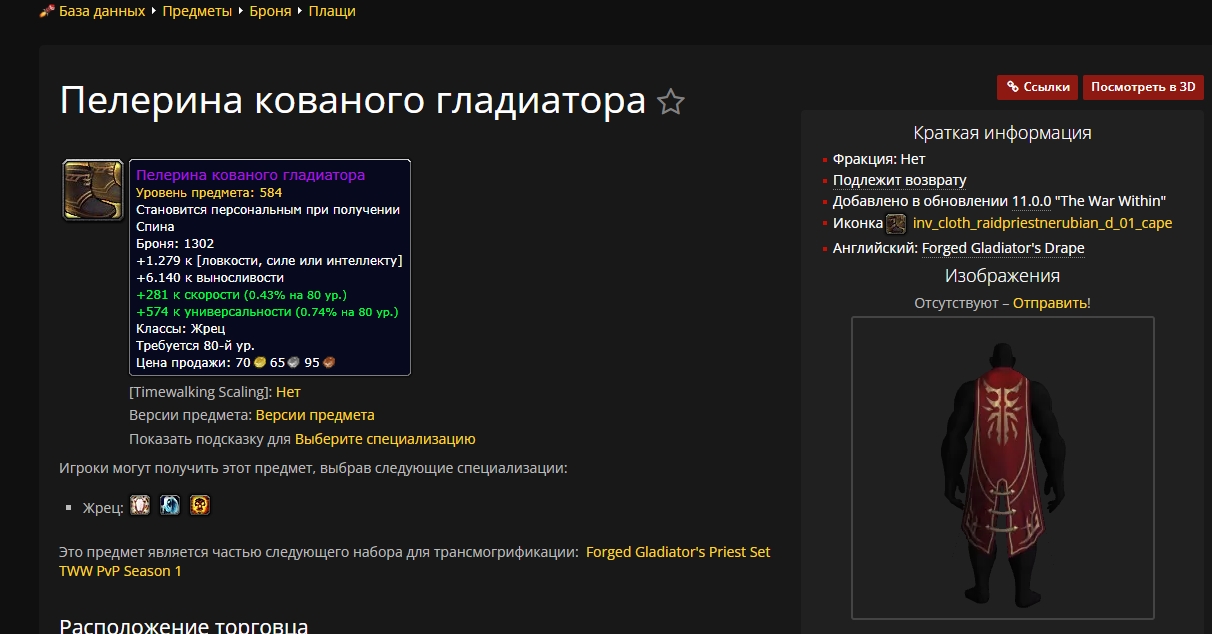 База данных Предметы Броня Плащи
Пелерина кованого гладиатора
Ссылки Посмотреть в 3D
Пелерина кованого гладиатора
Уровень предмета: 584
Становится персональным при получении
Спина
Броня: 1302
+1.279 к [ловкости, силе или интеллекту]
+6.140 к выносливости
+281 к скорости (0.43% на 80 ур.)
+574 к универсальности (0.74% на 80 ур.)
Классы: Жрец
Требуется 80-й ур.
Цена продажи: 70 65 95
[Timewalking Scaling]: Нет
Версии предмета: Версии предмета
Показать подсказку для Выберите специализацию
Игроки могут получить этот предмет, выбрав следующие специализации:
Жрец:
Это предмет является частью следующего набора для трансмогрификации: Forged Gladiator's Priest Set
TWW PvP Season 1
Расположение торговца
Краткая информация
Фракция: Нет
Подлежит возврату
Добавлено в обновлении 11.0.0 "The War Within"
Иконка inv_cloth_raidpriestnerubian_d_01_cape
Английский: Forged Gladiator's Drape
Изображения
Отсутствуют – Отправить!